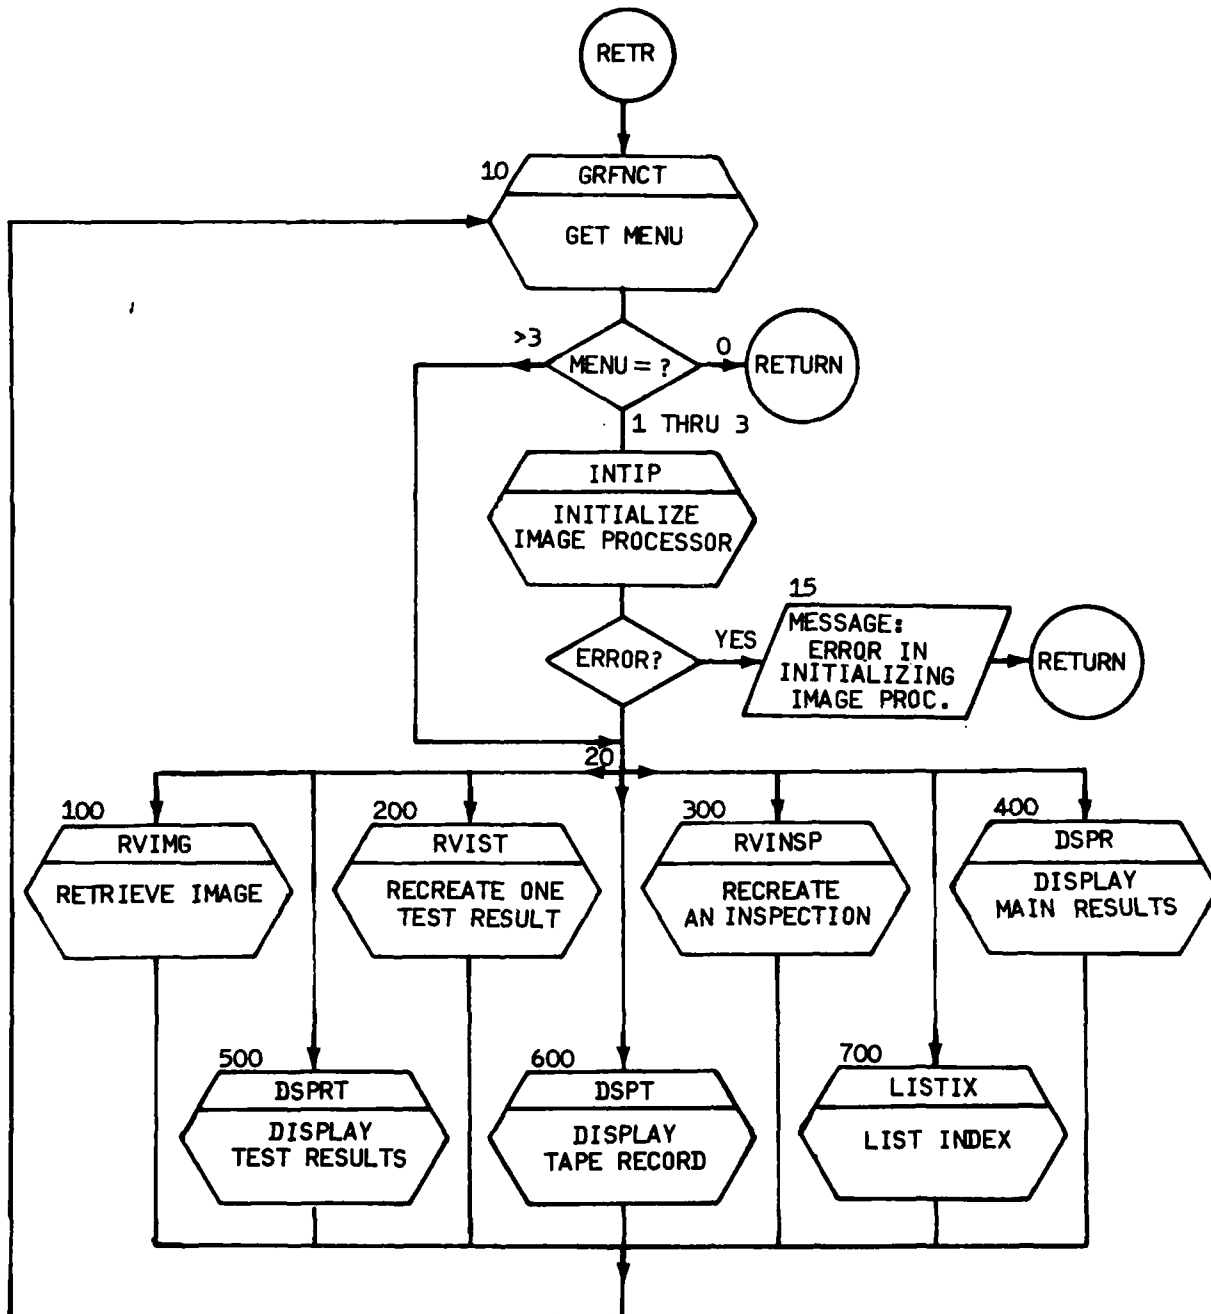 RETR
10
GRFNCT
GET MENU
>3
MENU = ?
0
RETURN
1 THRU 3
INTIP
INITIALIZE
IMAGE PROCESSOR
ERROR?
YES
15
MESSAGE:
ERROR IN
INITIALIZING
IMAGE PROC.
RETURN
20
100
RVIMG
RETRIEVE IMAGE
200
RVIST
RECREATE ONE
TEST RESULT
300
RVINSP
RECREATE
AN INSPECTION
400
DSPR
DISPLAY
MAIN RESULTS
500
DSPRT
DISPLAY
TEST RESULTS
600
DSPT
DISPLAY
TAPE RECORD
700
LISTIX
LIST INDEX